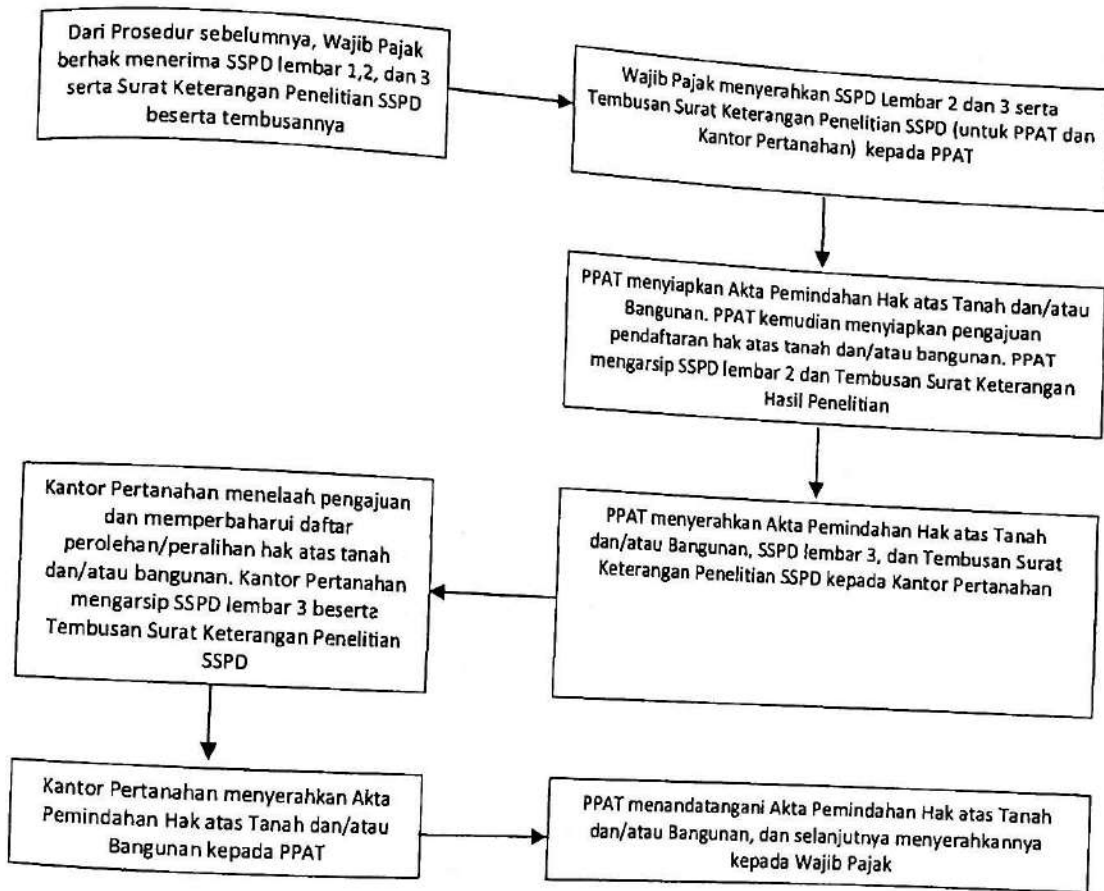 Dari Prosedur sebelumnya, Wajib Pajak
berhak menerima SSPD lembar 1,2, dan 3
serta Surat Keterangan Penelitian SSPD
beserta tembusannya
Wajib Pajak menyerahkan SSPD Lembar 2 dan 3 serta
Tembusan Surat Keterangan Penelitian SSPD (untuk PPAT dan
Kantor Pertanahan) kepada PPAT
PPAT menyiapkan Akta Pemindahan Hak atas Tanah dan/atau
Bangunan. PPAT kemudian menyiapkan pengajuan
pendaftaran hak atas tanah dan/atau bangunan. PPAT
mengarsip SSPD lembar 2 dan Tembusan Surat Keterangan
Hasil Penelitian
PPAT menyerahkan Akta Pemindahan Hak atas Tanah
dan/atau Bangunan, SSPD lembar 3, dan Tembusan Surat
Keterangan Penelitian SSPD kepada Kantor Pertanahan
Kantor Pertanahan menelaah pengajuan
dan memperbaharui daftar
perolehan/peralihan hak atas tanah
dan/atau bangunan. Kantor Pertanahan
mengarsip SSPD lembar 3 beserta
Tembusan Surat Keterangan Penelitian
SSPD
Kantor Pertanahan menyerahkan Akta
Pemindahan Hak atas Tanah dan/atau
Bangunan kepada PPAT
PPAT menandatangani Akta Pemindahan Hak atas Tanah
dan/atau Bangunan, dan selanjutnya menyerahkannya
kepada Wajib Pajak